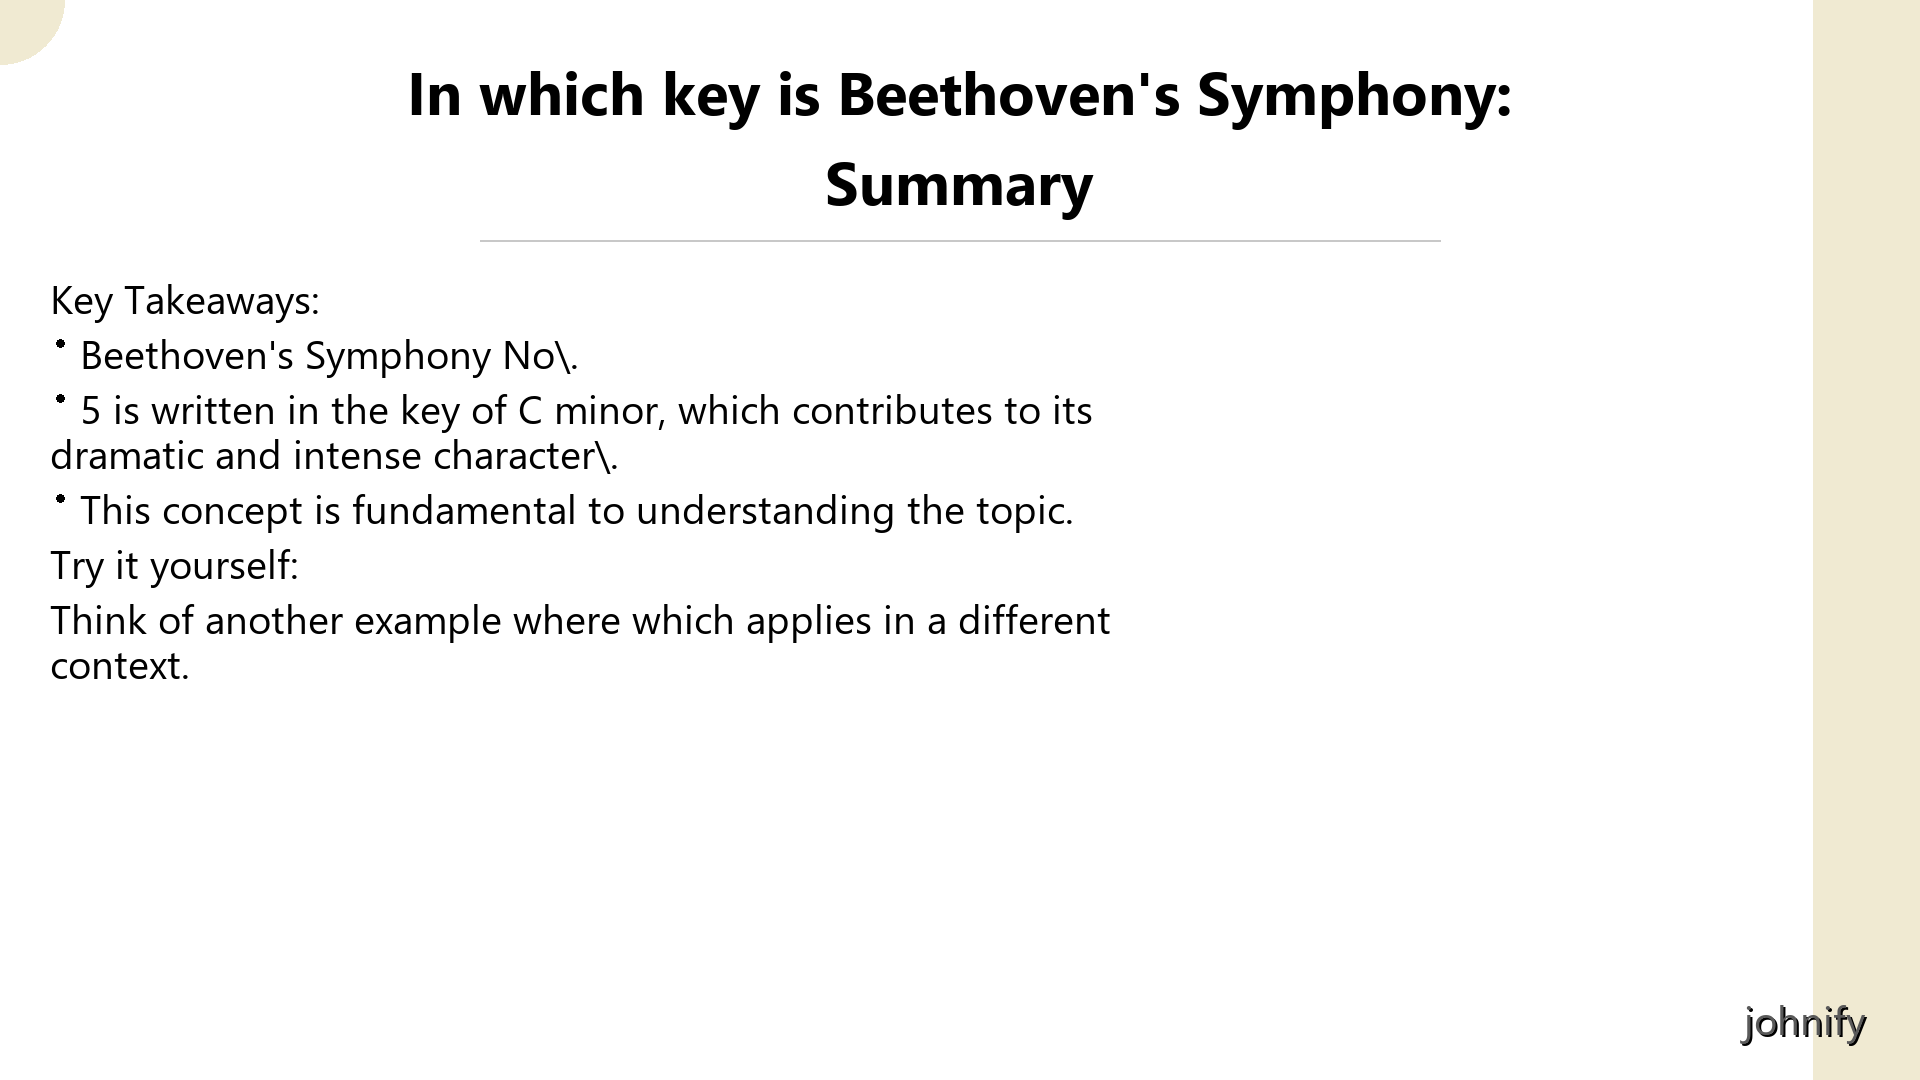 In which key is Beethoven's Symphony:
Summary
Key Takeaways:
• Beethoven's Symphony No\.
• 5 is written in the key of C minor, which contributes to its
dramatic and intense character\.
• This concept is fundamental to understanding the topic.
Try it yourself:
Think of another example where which applies in a different
context.
johnify